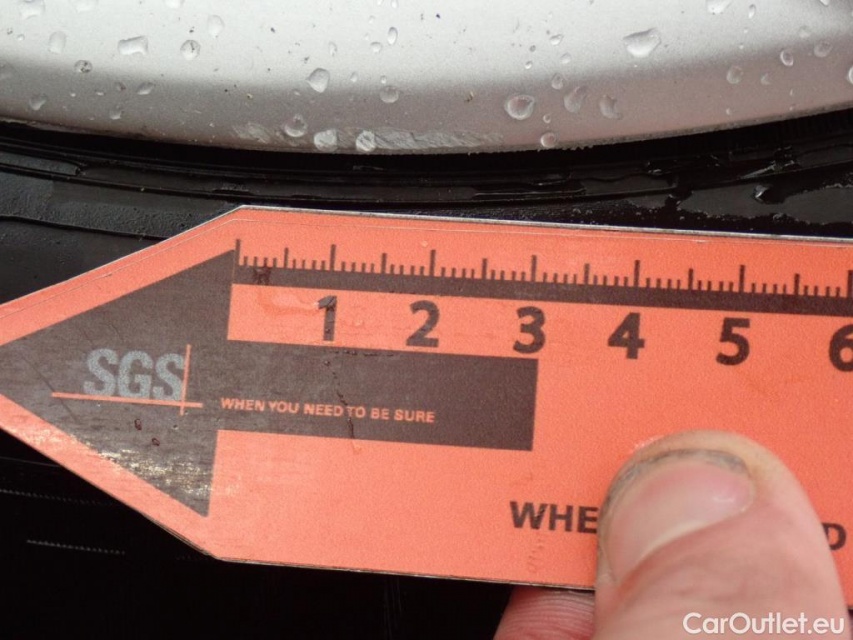 1 2 3 4 5 6
SGS
WHEN YOU NEED TO BE SURE
WHE
D
CarOutlet.eu